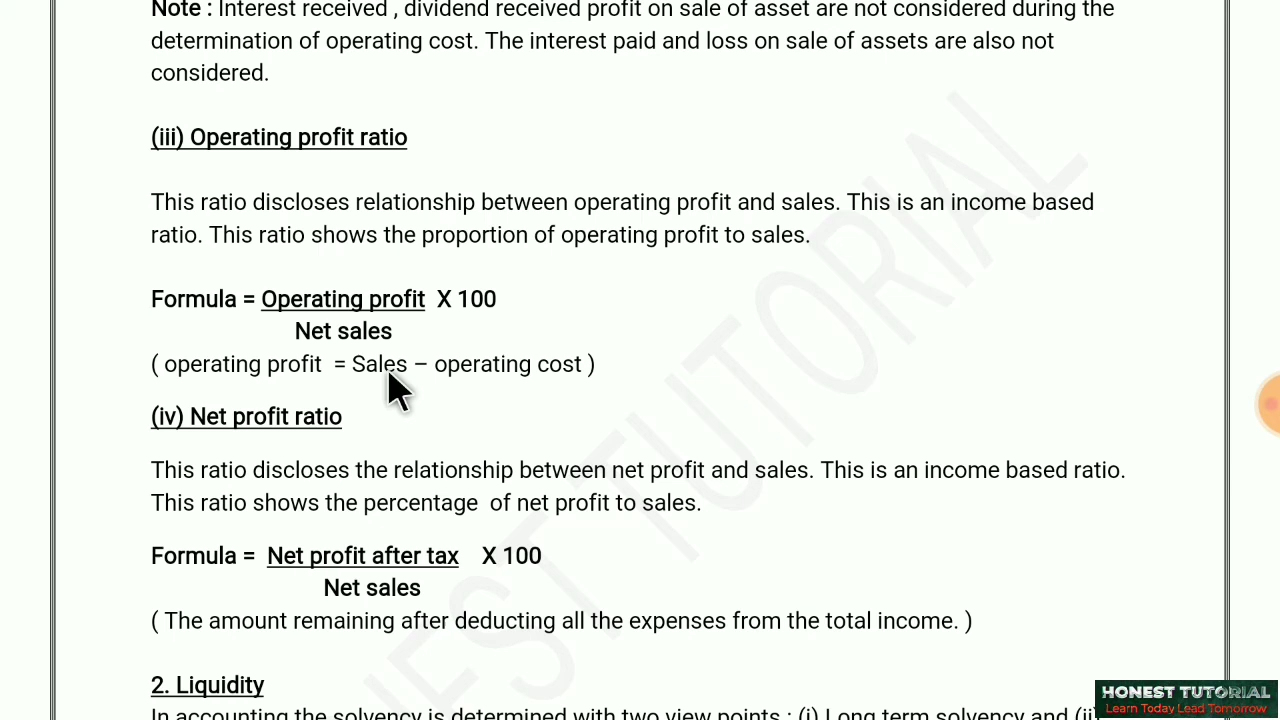 Note : Interest received , dividend received profit on sale of asset are not considered during the
determination of operating cost. The interest paid and loss on sale of assets are also not
considered.
(iii) Operating profit ratio
This ratio discloses relationship between operating profit and sales. This is an income based
ratio. This ratio shows the proportion of operating profit to sales.
Formula = Operating profit X 100
Net sales
( operating profit = Sales – operating cost )
(iv) Net profit ratio
This ratio discloses the relationship between net profit and sales. This is an income based ratio.
This ratio shows the percentage of net profit to sales.
Formula = Net profit after tax X 100
Net sales
( The amount remaining after deducting all the expenses from the total income. )
2. Liquidity
In accounting the solvency is determined with two view points : (i) Long term solvency and (ii)
EST TUTORIAL
HONEST TUTORIAL
Learn Today Lead Tomorrow